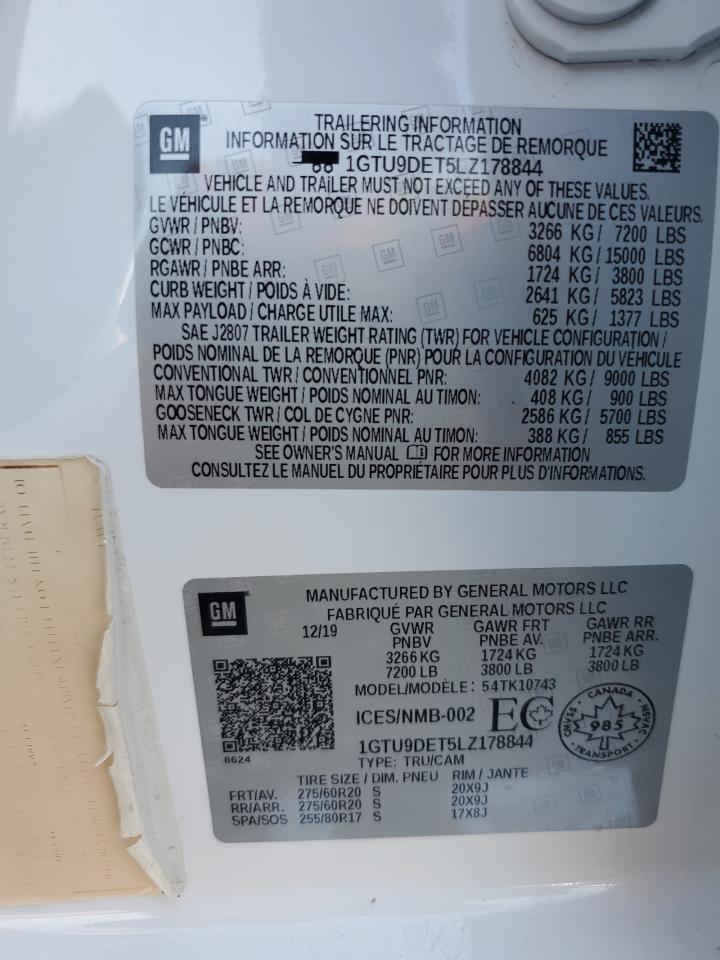 GM
TRAILERING INFORMATION
INFORMATION SUR LE TRACTAGE DE REMORQUE
1GTU9DET5LZ178844
VEHICLE AND TRAILER MUST NOT EXCEED ANY OF THESE VALUES.
LE VÉHICULE ET LA REMORQUE NE DOIVENT DÉPASSER AUCUNE DE CES VALEURS.
GVWR / PNBV: 3266 KG / 7200 LBS
GCWR / PNBC: 6804 KG / 15000 LBS
RGAWR / PNBE ARR: 1724 KG / 3800 LBS
CURB WEIGHT / POIDS À VIDE: 2641 KG / 5823 LBS
MAX PAYLOAD / CHARGE UTILE MAX: 625 KG / 1377 LBS
SAE J2807 TRAILER WEIGHT RATING (TWR) FOR VEHICLE CONFIGURATION /
POIDS NOMINAL DE LA REMORQUE (PNR) POUR LA CONFIGURATION DU VÉHICULE
CONVENTIONAL TWR / CONVENTIONNEL PNR: 4082 KG / 9000 LBS
MAX TONGUE WEIGHT / POIDS NOMINAL AU TIMON: 408 KG / 900 LBS
GOOSENECK TWR / COL DE CYGNE PNR: 2586 KG / 5700 LBS
MAX TONGUE WEIGHT / POIDS NOMINAL AU TIMON: 388 KG / 855 LBS
SEE OWNER'S MANUAL FOR MORE INFORMATION
CONSULTEZ LE MANUEL DU PROPRIÉTAIRE POUR PLUS D'INFORMATIONS.
GM
MANUFACTURED BY GENERAL MOTORS LLC
FABRIQUÉ PAR GENERAL MOTORS LLC
12/19 GVWR GAWR FRT GAWR RR
PNBV PNBE AV. PNBE ARR.
3266 KG 1724 KG 1724 KG
7200 LB 3800 LB 3800 LB
MODEL/MODÈLE: 54TK10743
ICES/NMB-002 EC
CANADA
985
TRANSPORT
NSVAC
1GTU9DET5LZ178844
8624
TYPE: TRU/CAM
TIRE SIZE / DIM. PNEU RIM / JANTE
FRT/AV. 275/60R20 S 20X9J
RR/ARR. 275/60R20 S 20X9J
SPA/SOS 255/80R17 S 17X8J